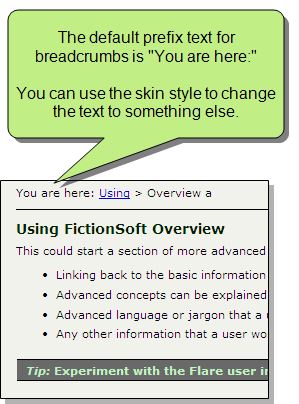 The default prefix text for
breadcrumbs is "You are here:"
You can use the skin style to change
the text to something else.
You are here: Using > Overview a
Using FictionSoft Overview
This could start a section of more advanced
• Linking back to the basic information
• Advanced concepts can be explained
• Advanced language or jargon that a
• Any other information that a user wo
Tip: Experiment with the Flare user in